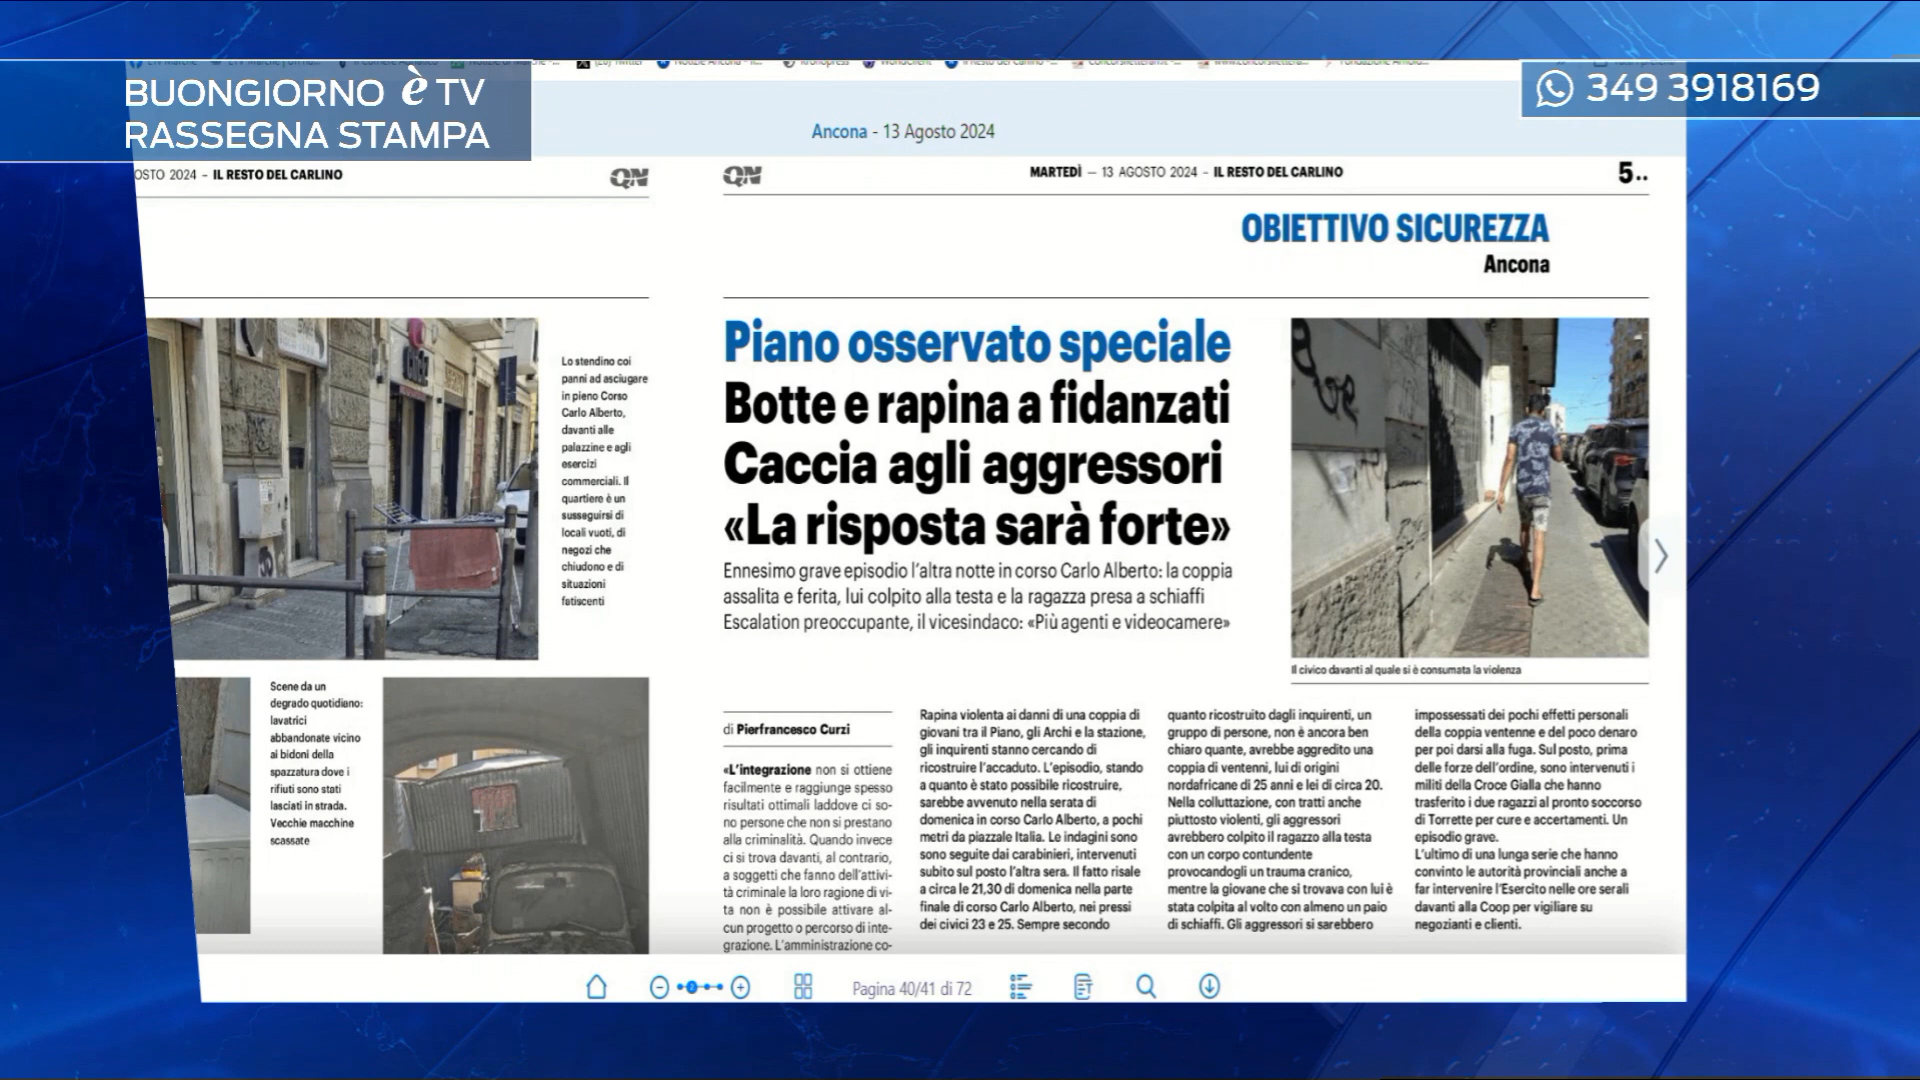 BUONGIORNO è TV
RASSEGNA STAMPA
349 3918169
Ancona - 13 Agosto 2024
OSTO 2024 – IL RESTO DEL CARLINO
QN
QN
MARTEDÌ — 13 AGOSTO 2024 – IL RESTO DEL CARLINO
5..
OBIETTIVO SICUREZZA
Ancona
Lo stendino coi
panni ad asciugare
in pieno Corso
Carlo Alberto,
davanti alle
palazzine e agli
esercizi
commerciali. Il
quartiere è un
susseguirsi di
locali vuoti, di
negozi che
chiudono e di
situazioni
fatiscenti
Scene da un
degrado quotidiano:
lavatrici
abbandonate vicino
ai bidoni della
spazzatura dove i
rifiuti sono stati
lasciati in strada.
Vecchie macchine
scassate
Piano osservato speciale
Botte e rapina a fidanzati
Caccia agli aggressori
«La risposta sarà forte»
Ennesimo grave episodio l'altra notte in corso Carlo Alberto: la coppia
assalita e ferita, lui colpito alla testa e la ragazza presa a schiaffi
Escalation preoccupante, il vicesindaco: «Più agenti e videocamere»
Il civico davanti al quale si è consumata la violenza
di Pierfrancesco Curzi
«L'integrazione non si ottiene
facilmente e raggiunge spesso
risultati ottimali laddove ci so-
no persone che non si prestano
alla criminalità. Quando invece
ci si trova davanti, al contrario,
a soggetti che fanno dell'attivi-
tà criminale la loro ragione di vi-
ta non è possibile attivare al-
cun progetto o percorso di inte-
grazione. L'amministrazione co-
Rapina violenta ai danni di una coppia di
giovani tra il Piano, gli Archi e la stazione,
gli inquirenti stanno cercando di
ricostruire l'accaduto. L'episodio, stando
a quanto è stato possibile ricostruire,
sarebbe avvenuto nella serata di
domenica in corso Carlo Alberto, a pochi
metri da piazzale Italia. Le indagini sono
sono seguite dai carabinieri, intervenuti
subito sul posto l'altra sera. Il fatto risale
a circa le 21,30 di domenica nella parte
finale di corso Carlo Alberto, nei pressi
dei civici 23 e 25. Sempre secondo
quanto ricostruito dagli inquirenti, un
gruppo di persone, non è ancora ben
chiaro quante, avrebbe aggredito una
coppia di ventenni, lui di origini
nordafricane di 25 anni e lei di circa 20.
Nella colluttazione, con tratti anche
piuttosto violenti, gli aggressori
avrebbero colpito il ragazzo alla testa
con un corpo contundente
provocandogli un trauma cranico,
mentre la giovane che si trovava con lui è
stata colpita al volto con almeno un paio
di schiaffi. Gli aggressori si sarebbero
impossessati dei pochi effetti personali
della coppia ventenne e del poco denaro
per poi darsi alla fuga. Sul posto, prima
delle forze dell'ordine, sono intervenuti i
militi della Croce Gialla che hanno
trasferito i due ragazzi al pronto soccorso
di Torrette per cure e accertamenti. Un
episodio grave.
L'ultimo di una lunga serie che hanno
convinto le autorità provinciali anche a
far intervenire l'Esercito nelle ore serali
davanti alla Coop per vigiliare su
negozianti e clienti.
Pagina 40/41 di 72